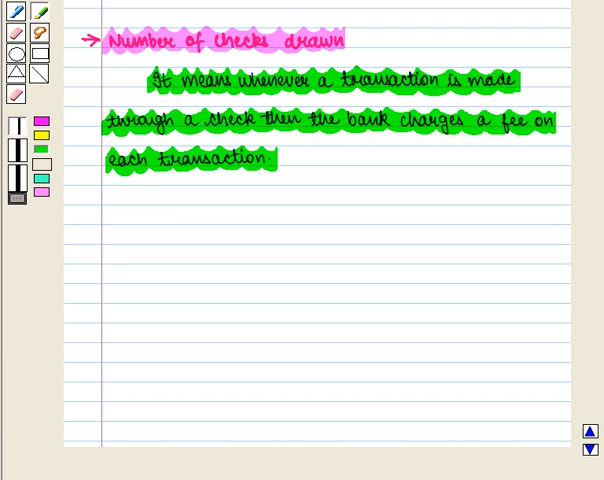 → Number of checks drawn
It means whenever a transaction is made
through a check then the bank charges a fee on
each transaction.